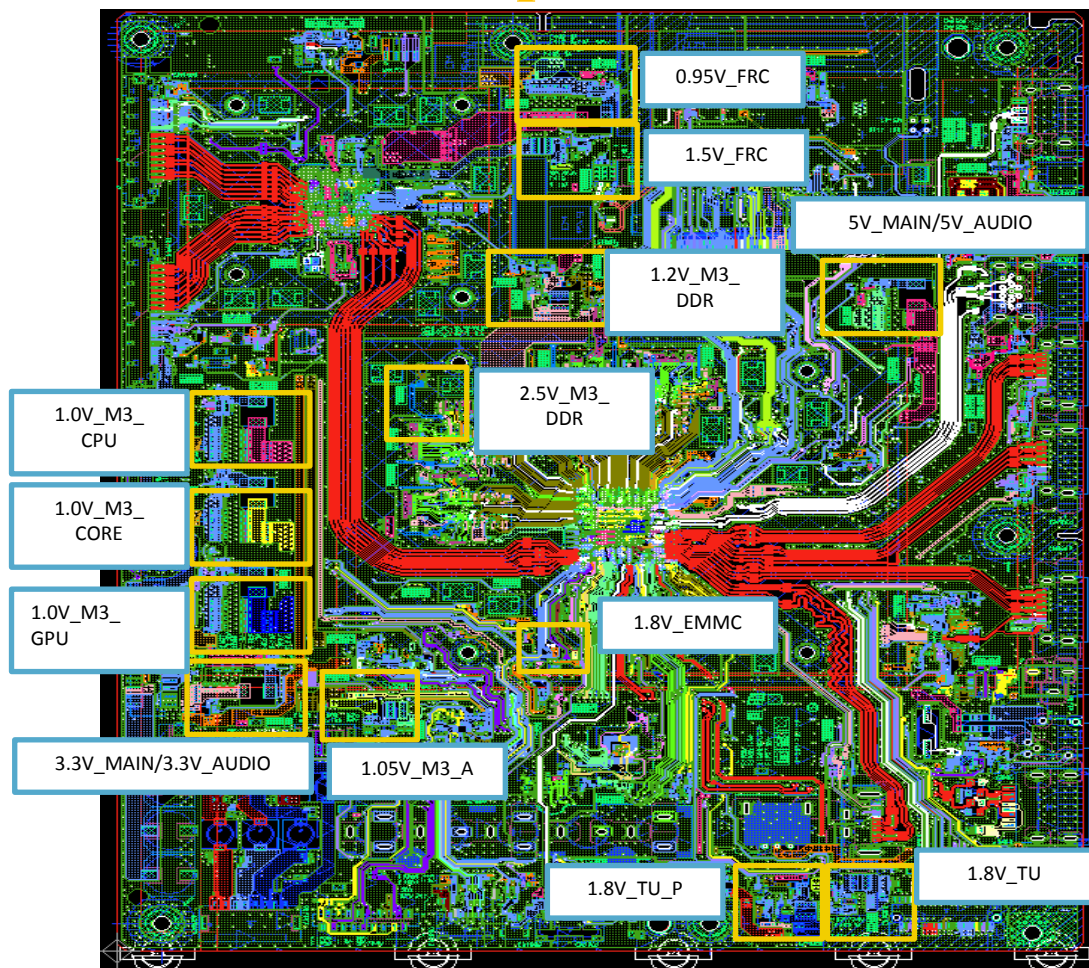 0.95V_FRC
1.5V_FRC
5V_MAIN/5V_AUDIO
1.2V_M3_
DDR
2.5V_M3_
DDR
1.0V_M3_
CPU
1.0V_M3_
CORE
1.0V_M3_
GPU
1.8V_EMMC
3.3V_MAIN/3.3V_AUDIO
1.05V_M3_A
1.8V_TU_P
1.8V_TU